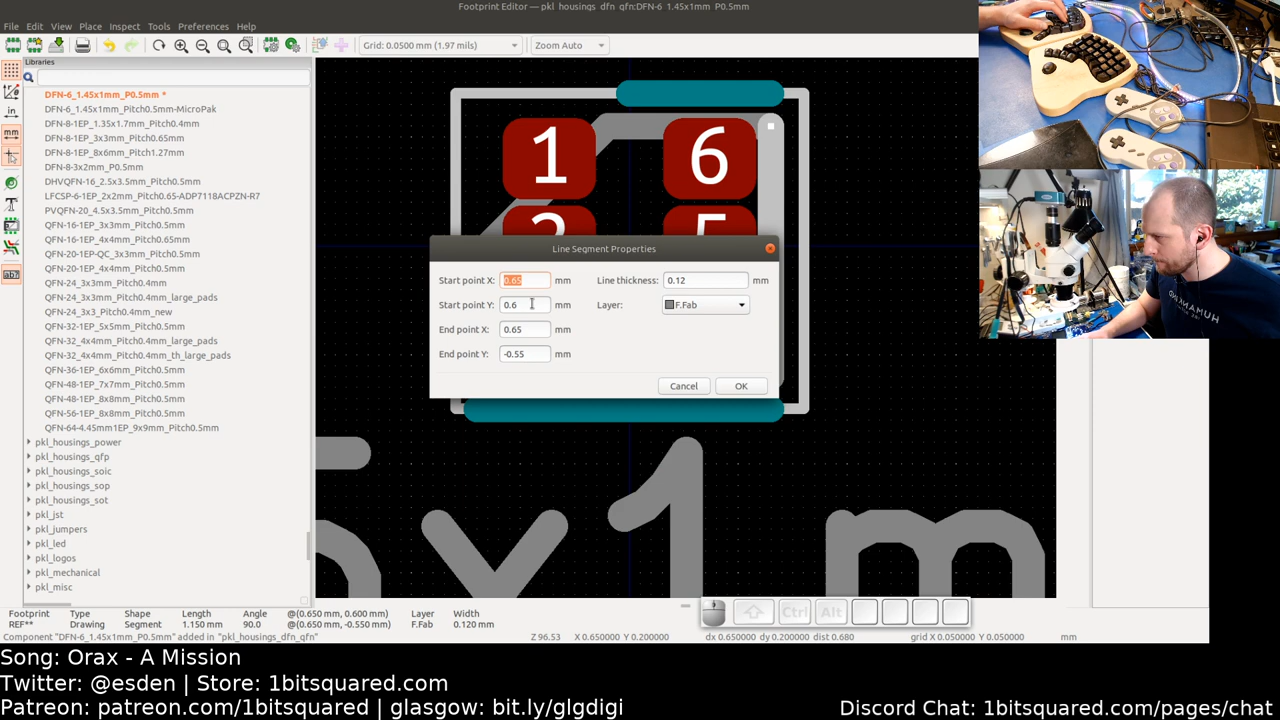 Footprint Editor — pkl_housings_dfn_qfn:DFN-6_1.45x1mm_P0.5mm
File Edit View Place Inspect Tools Preferences Help
Grid: 0.0500 mm (1.97 mils)
Zoom Auto
Libraries
DFN-6_1.45x1mm_P0.5mm *
DFN-6_1.45x1mm_Pitch0.5mm-MicroPak
DFN-8-1EP_1.35x1.7mm_Pitch0.4mm
DFN-8-1EP_3x3mm_Pitch0.65mm
DFN-8-1EP_8x6mm_Pitch1.27mm
DFN-8-3x2mm_P0.5mm
DHVQFN-16_2.5x3.5mm_Pitch0.5mm
LFCSP-6-1EP_2x2mm_Pitch0.65-ADP7118ACPZN-R7
PVQFN-20_4.5x3.5mm_Pitch0.5mm
QFN-16-1EP_3x3mm_Pitch0.5mm
QFN-16-1EP_4x4mm_Pitch0.65mm
QFN-20-1EP-QC_3x3mm_Pitch0.5mm
QFN-20-1EP_4x4mm_Pitch0.5mm
QFN-24_3x3mm_Pitch0.4mm
QFN-24_3x3mm_Pitch0.4mm_large_pads
QFN-24_3x3_Pitch0.4mm_new
QFN-32-1EP_5x5mm_Pitch0.5mm
QFN-32_4x4mm_Pitch0.4mm_large_pads
QFN-32_4x4mm_Pitch0.4mm_th_large_pads
QFN-36-1EP_6x6mm_Pitch0.5mm
QFN-48-1EP_7x7mm_Pitch0.5mm
QFN-48-1EP_8x8mm_Pitch0.5mm
QFN-56-1EP_8x8mm_Pitch0.5mm
QFN-64-4.45mm1EP_9x9mm_Pitch0.5mm
pkl_housings_power
pkl_housings_qfp
pkl_housings_soic
pkl_housings_sop
pkl_housings_sot
pkl_jst
pkl_jumpers
pkl_led
pkl_logos
pkl_mechanical
pkl_misc
in
mm
1 6
2 5
Line Segment Properties
Start point X: 0.65 mm Line thickness: 0.12 mm
Start point Y: 0.6 mm Layer: F.Fab
End point X: 0.65 mm
End point Y: -0.55 mm
Cancel OK
x1m
Ctrl Alt
Footprint Type Shape Length Angle @(0.650 mm, 0.600 mm) Layer Width
REF** Drawing Segment 1.150 mm 90.0 @(0.650 mm, -0.550 mm) F.Fab 0.120 mm
Component "DFN-6_1.45x1mm_P0.5mm" added in "pkl_housings_dfn_qfn"
Z 96.53 X 0.650000 Y 0.200000 dx 0.650000 dy 0.200000 dist 0.680 grid X 0.050000 Y 0.050000 mm
Song: Orax - A Mission
Twitter: @esden | Store: 1bitsquared.com
Patreon: patreon.com/1bitsquared | glasgow: bit.ly/glgdigi
Discord Chat: 1bitsquared.com/pages/chat